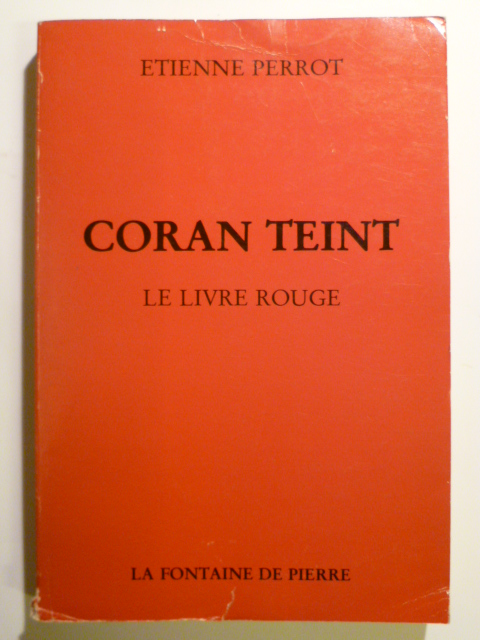 ETIENNE PERROT
CORAN TEINT
LE LIVRE ROUGE
LA FONTAINE DE PIERRE